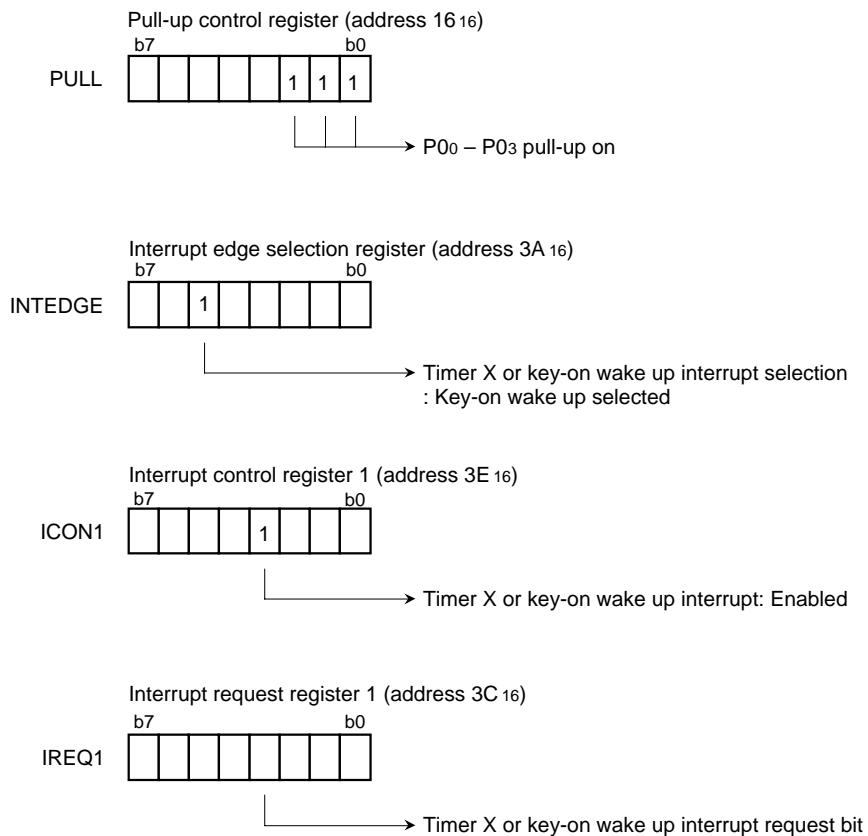 Pull-up control register (address 16 16)
b7 b0
PULL 1 1 1
P00 – P03 pull-up on
Interrupt edge selection register (address 3A 16)
b7 b0
INTEDGE 1
Timer X or key-on wake up interrupt selection
: Key-on wake up selected
Interrupt control register 1 (address 3E 16)
b7 b0
ICON1 1
Timer X or key-on wake up interrupt: Enabled
Interrupt request register 1 (address 3C 16)
b7 b0
IREQ1
Timer X or key-on wake up interrupt request bit